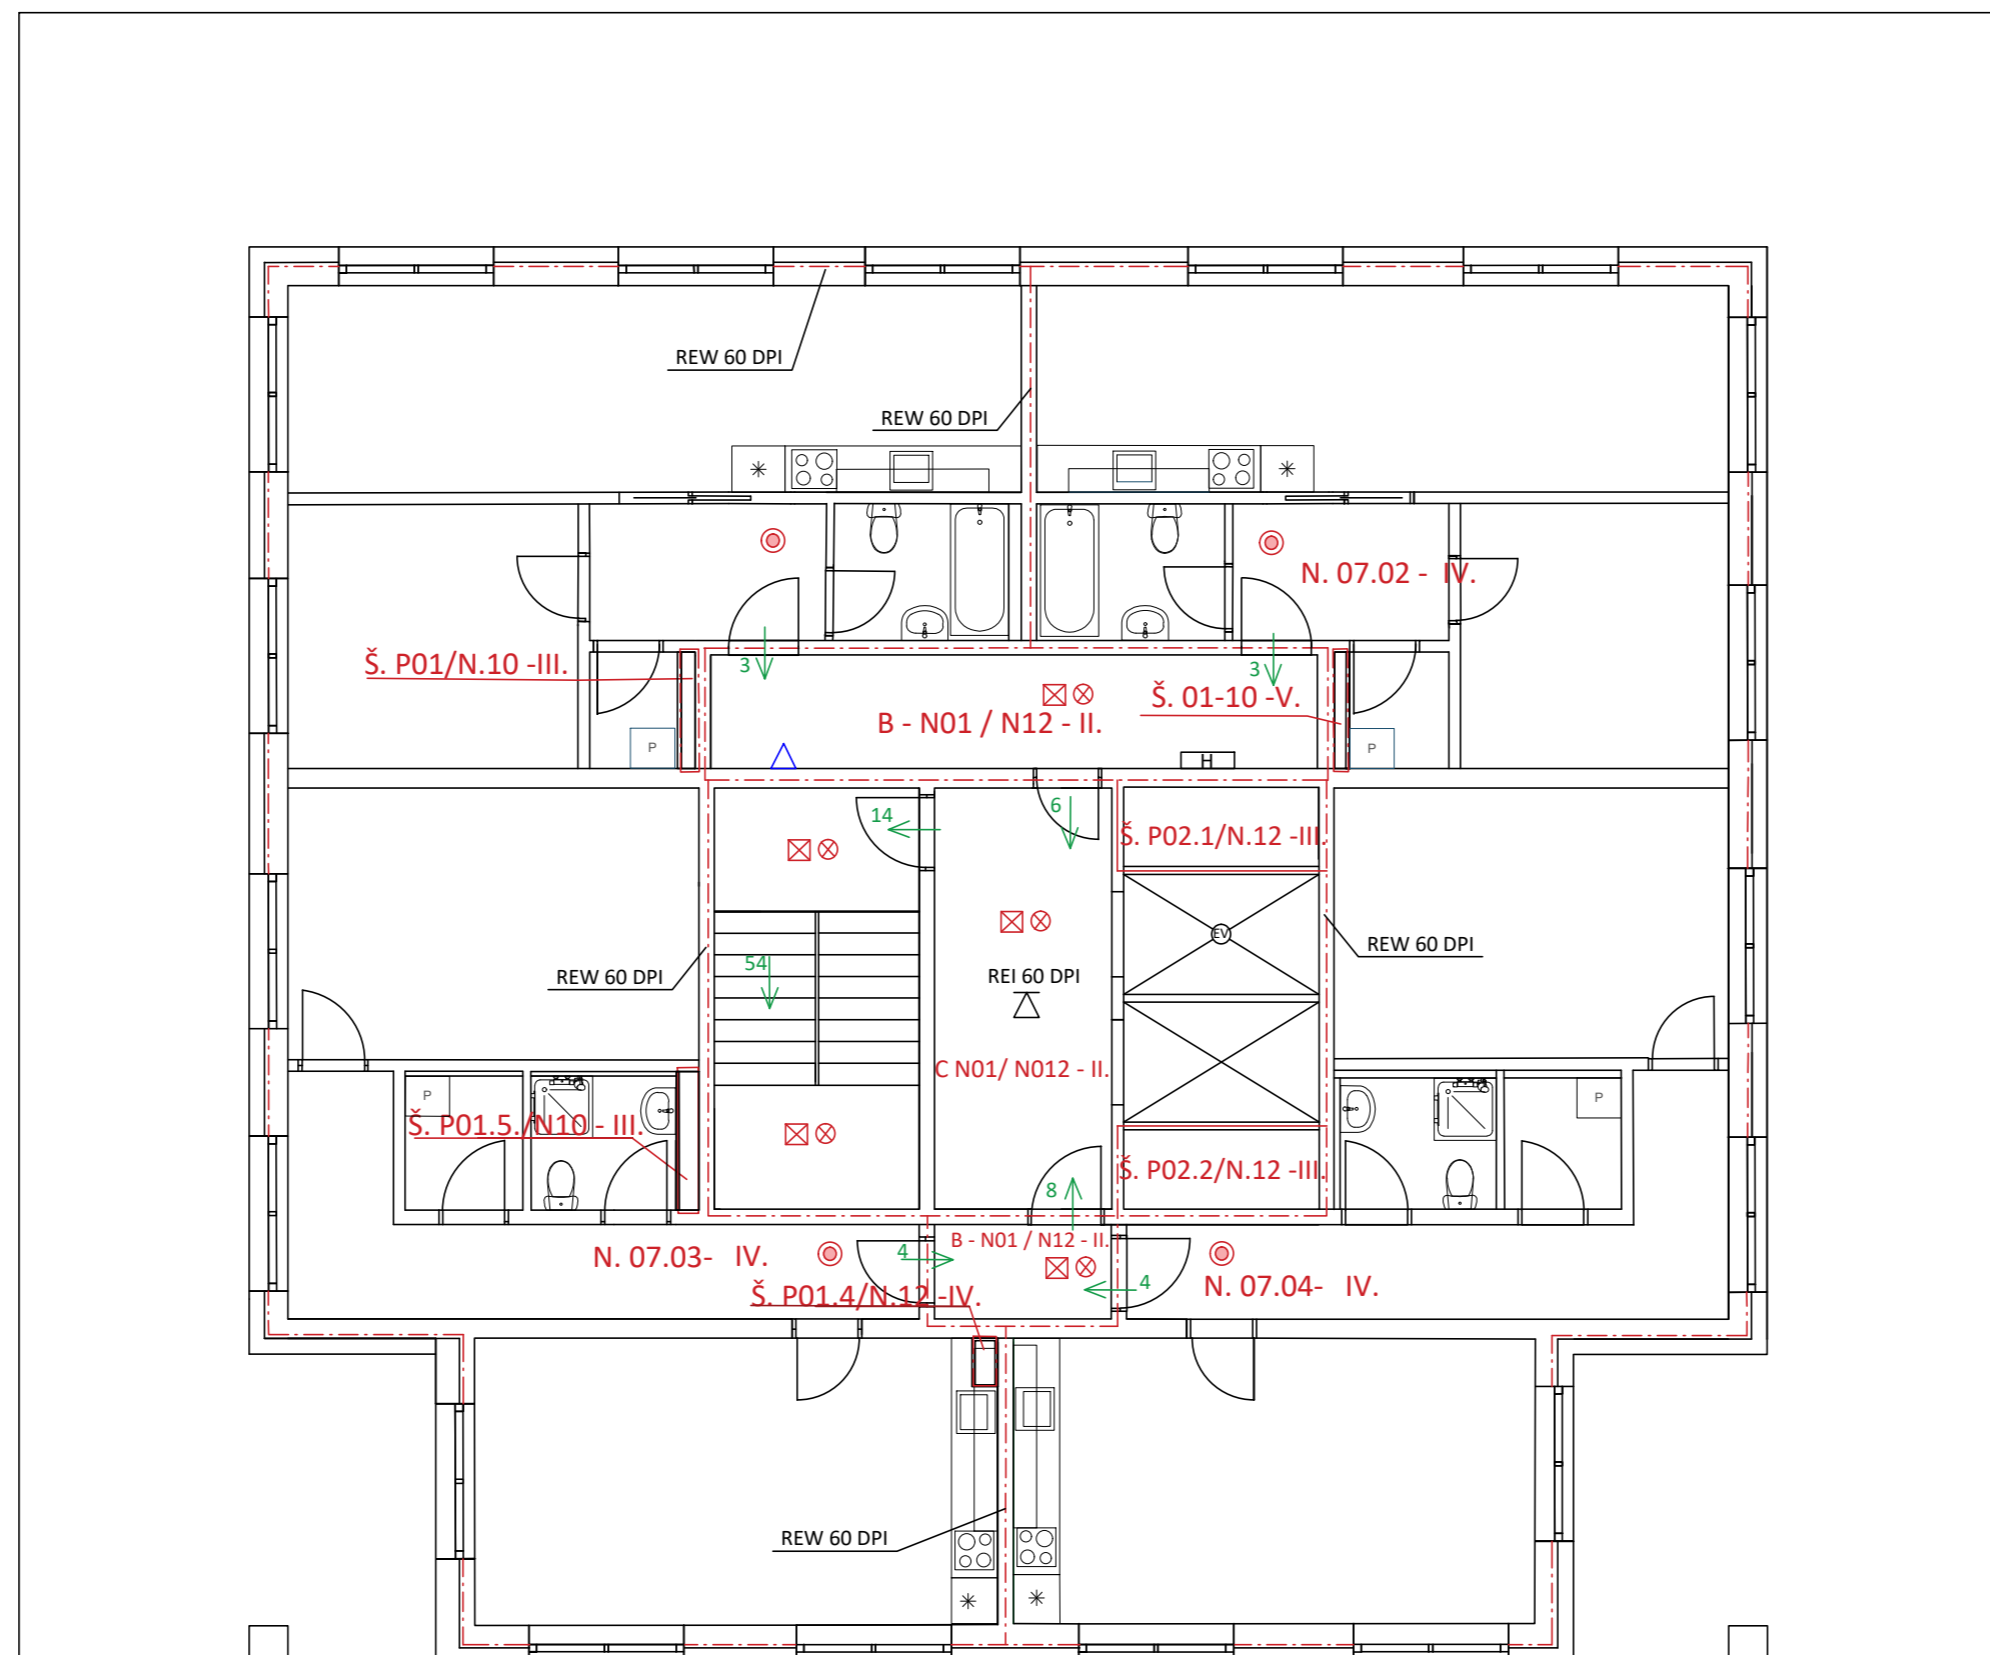 REW 60 DPI
REW 60 DPI
N. 07.02 - IV.
Š. P01/N.10 -III.
3
3
Š. 01-10 -V.
B - N01 / N12 - II.
P
H
P
14
6
Š. P02.1/N.12 -III.
EV
REW 60 DPI
54
REW 60 DPI
REI 60 DPI
C N01/ N012 - II.
P
P
Š. P01.5./N10 - III.
Š. P02.2/N.12 -III.
8
B - N01 / N12 - II.
N. 07.03- IV.
4
4
N. 07.04- IV.
Š. P01.4/N.12 -IV.
REW 60 DPI